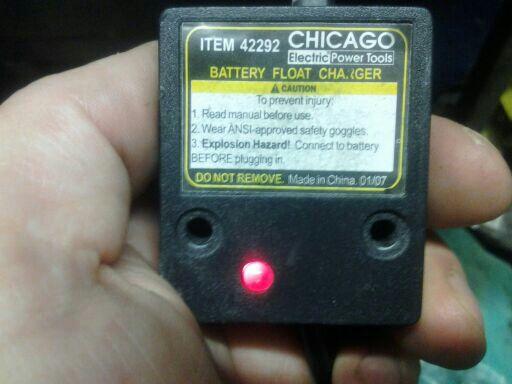 ITEM 42292 CHICAGO
Electric Power Tools
BATTERY FLOAT CHARGER
CAUTION
To prevent injury:
1. Read manual before use.
2. Wear ANSI-approved safety goggles.
3. Explosion Hazard! Connect to battery
BEFORE plugging in.
DO NOT REMOVE. Made in China. 01/07